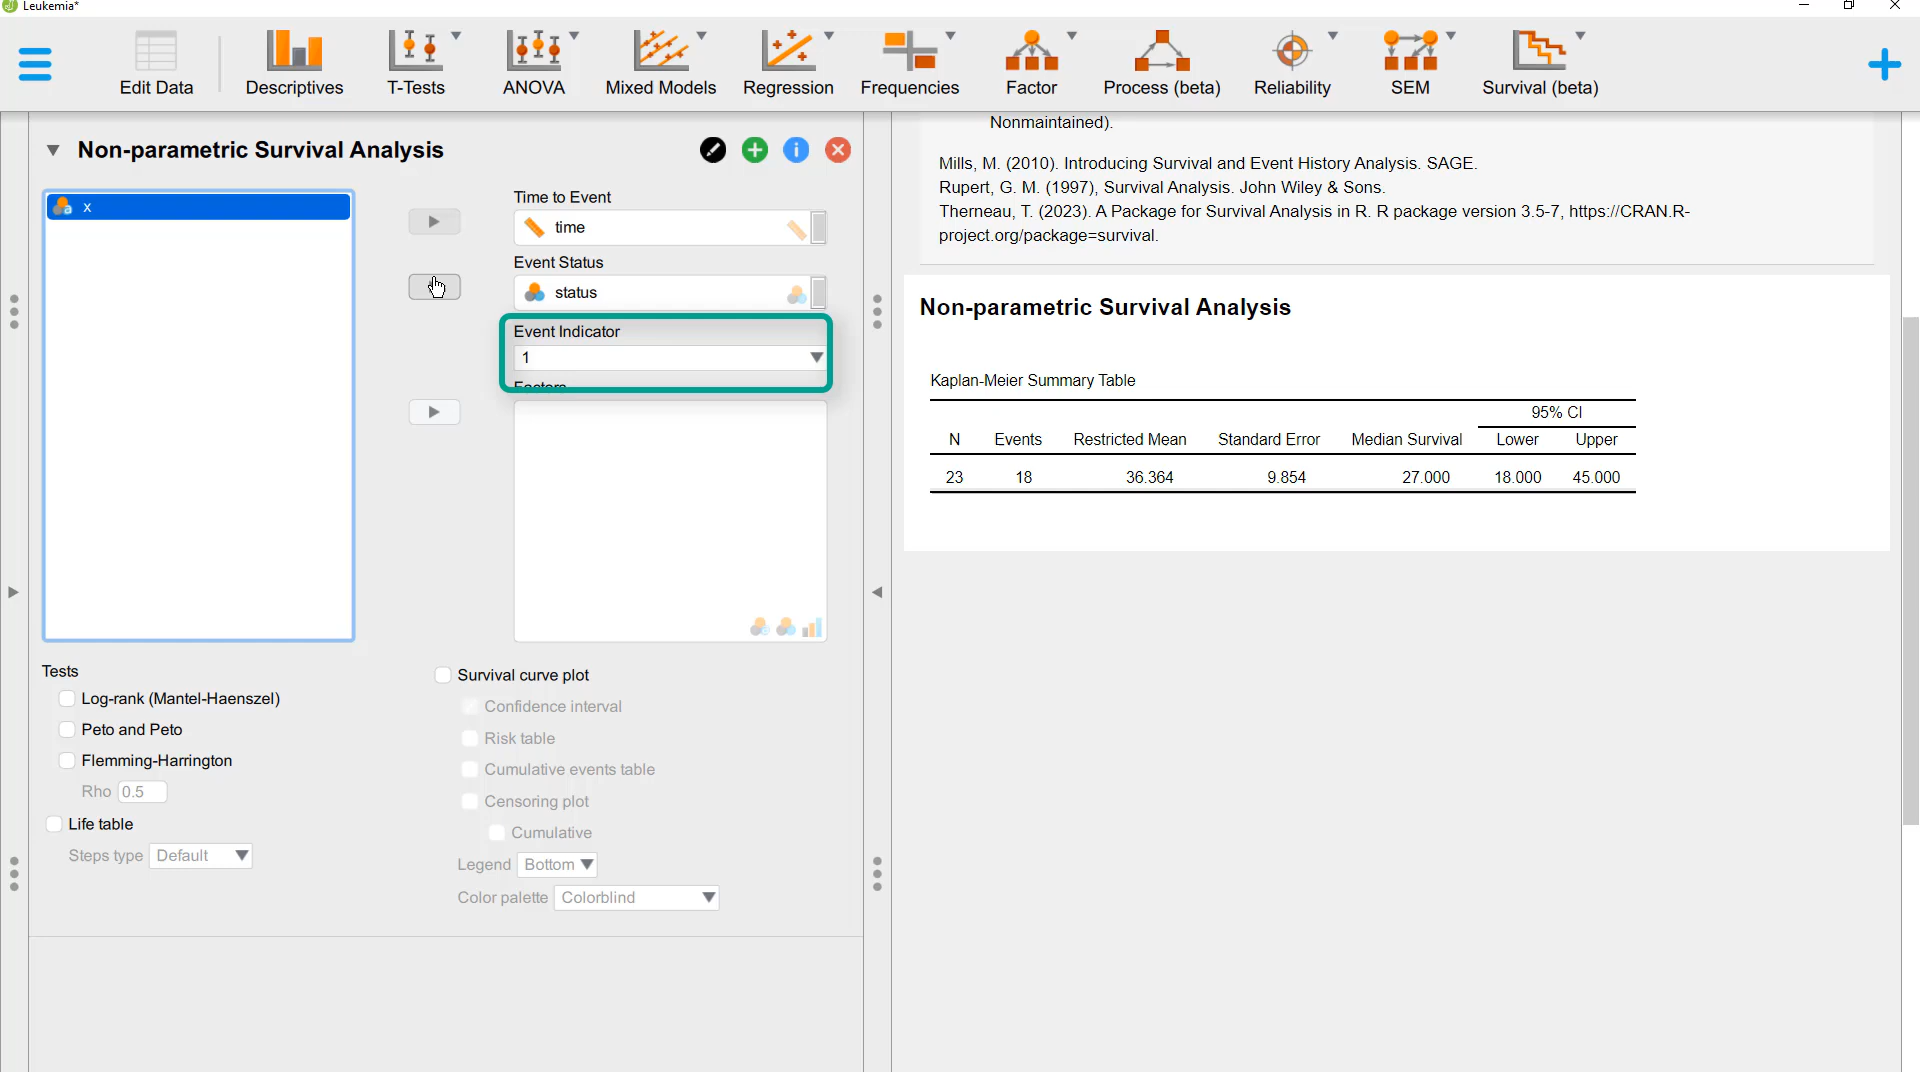 Leukemia*
Edit Data
Descriptives
T-Tests
ANOVA
Mixed Models
Regression
Frequencies
Factor
Process (beta)
Reliability
SEM
Survival (beta)
Non-parametric Survival Analysis
x
Time to Event
time
Event Status
status
Event Indicator
1
Factors
Tests
Log-rank (Mantel-Haenszel)
Peto and Peto
Flemming-Harrington
Rho 0.5
Life table
Steps type Default
Survival curve plot
Confidence interval
Risk table
Cumulative events table
Censoring plot
Cumulative
Legend Bottom
Color palette Colorblind
Nonmaintained).
Mills, M. (2010). Introducing Survival and Event History Analysis. SAGE.
Rupert, G. M. (1997), Survival Analysis. John Wiley & Sons.
Therneau, T. (2023). A Package for Survival Analysis in R. R package version 3.5-7, https://CRAN.R-
project.org/package=survival.
Non-parametric Survival Analysis
Kaplan-Meier Summary Table
95% CI
N Events Restricted Mean Standard Error Median Survival Lower Upper
23 18 36.364 9.854 27.000 18.000 45.000